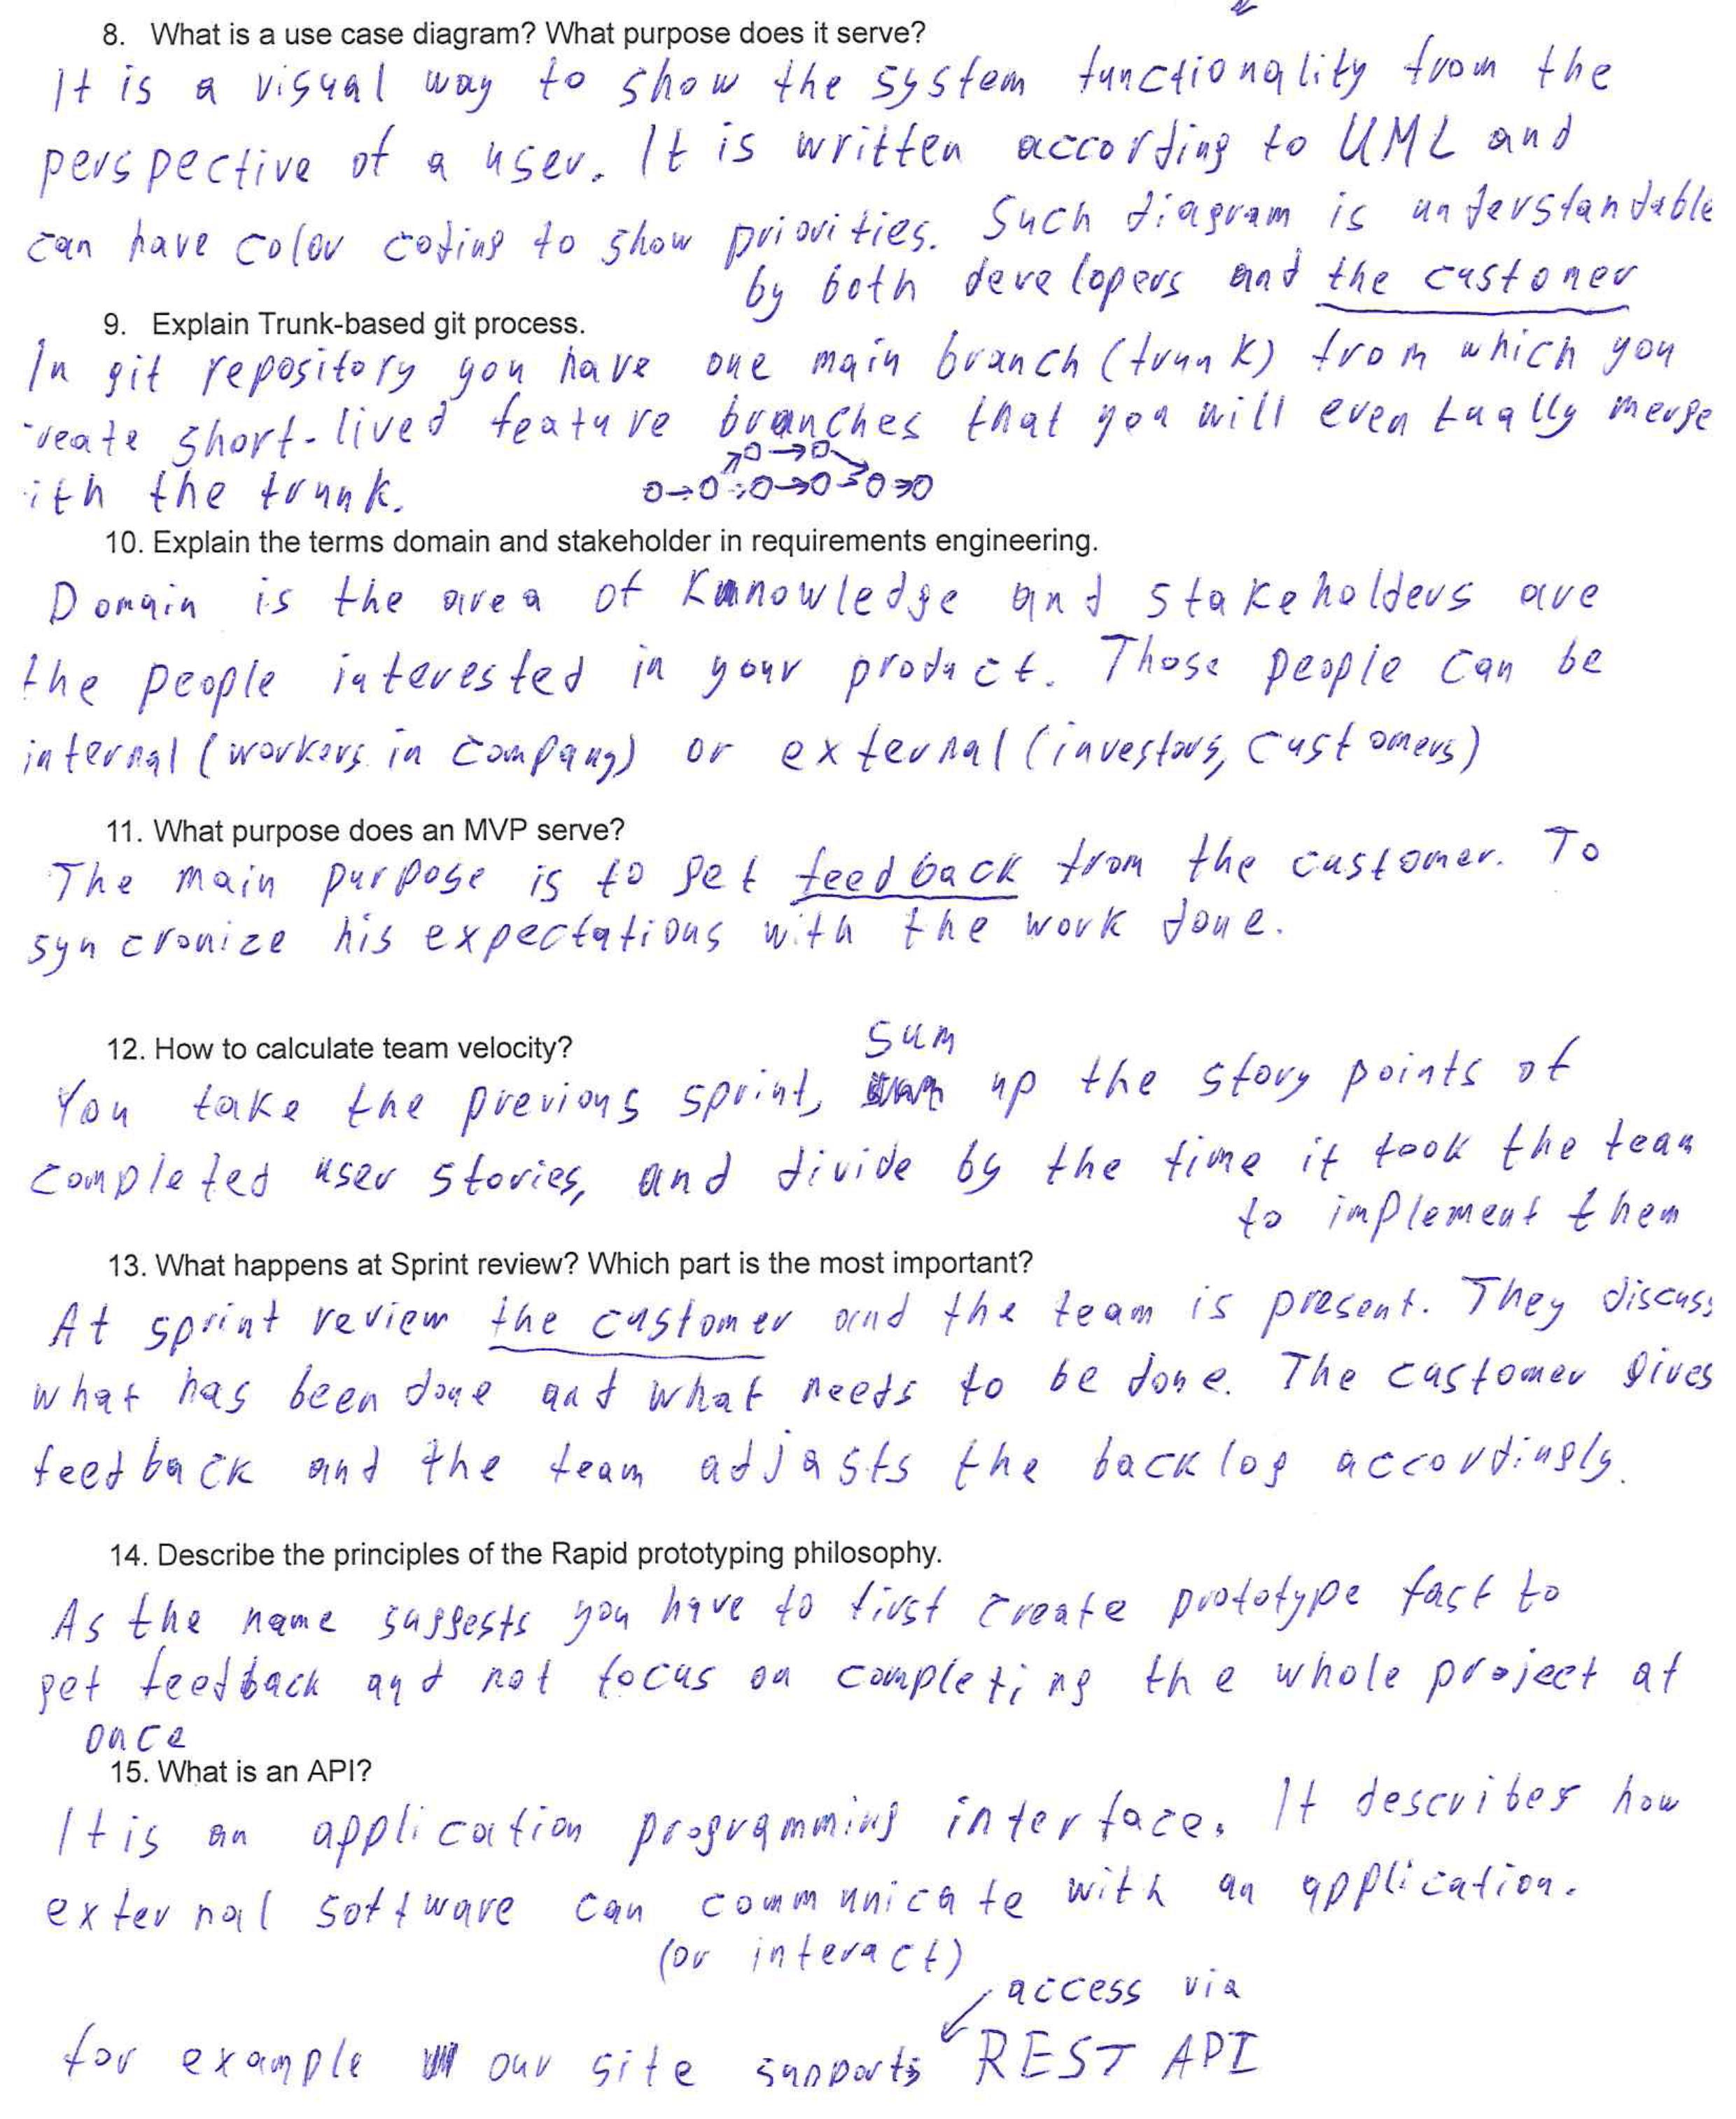 8. What is a use case diagram? What purpose does it serve?
It is a visual way to show the system functionality from the
perspective of a user. It is written according to UML and
can have color coding to show priorities. Such diagram is understandable
by both developers and the customer
9. Explain Trunk-based git process.
In git repository you have one main branch (trunk) from which you
reate short-lived feature branches that you will eventually merge
ith the trunk.
10. Explain the terms domain and stakeholder in requirements engineering.
Domain is the area of knowledge and stakeholders are
the people interested in your product. Those people can be
internal (workers in company) or external (investors, customers)
11. What purpose does an MVP serve?
The main purpose is to get feedback from the customer. To
syncronize his expectations with the work done.
12. How to calculate team velocity?
sum
You take the previous sprint, up the story points of
completed user stories, and divide by the time it took the team
to implement them
13. What happens at Sprint review? Which part is the most important?
At sprint review the customer and the team is present. They discuss
what has been done and what needs to be done. The customer gives
feedback and the team adjasts the backlog accordingly.
14. Describe the principles of the Rapid prototyping philosophy.
As the name suggests you have to first create prototype fast to
get feedback and not focus on completing the whole project at
once
15. What is an API?
It is an application programming interface. It describes how
external software can communicate with an application.
(or interact)
access via
for example our site supports REST API